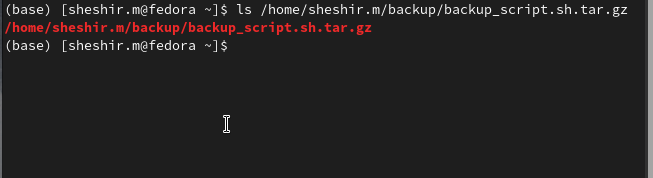 (base) [sheshir.m@fedora ~]$ ls /home/sheshir.m/backup/backup_script.sh.tar.gz
/home/sheshir.m/backup/backup_script.sh.tar.gz
(base) [sheshir.m@fedora ~]$